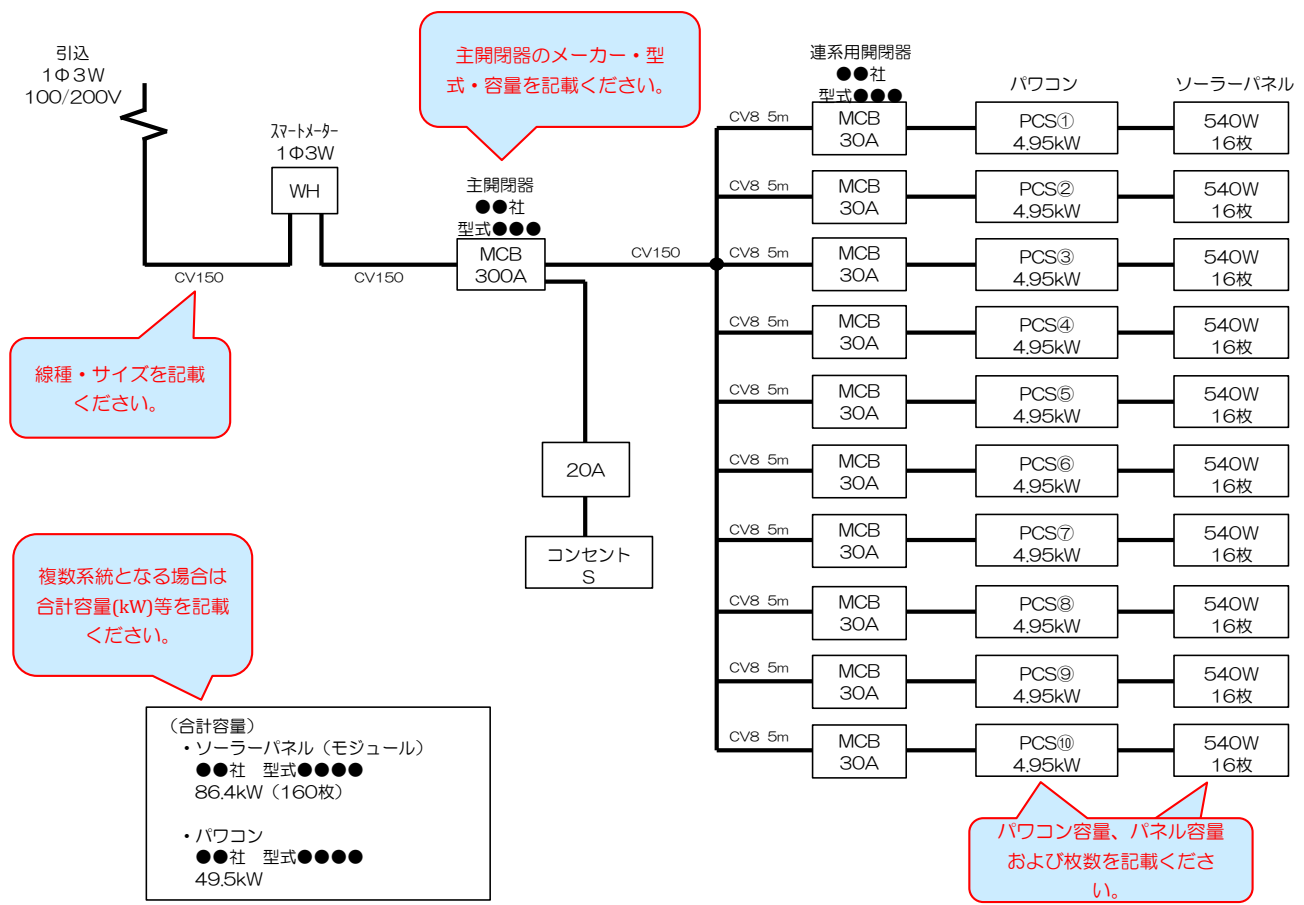 引込
1Φ3W
100/200V
スマートメーター
1Φ3W
WH
CV150
CV150
主開閉器のメーカー・型
式・容量を記載ください。
主開閉器
●●社
型式●●●
MCB
300A
CV150
線種・サイズを記載
ください。
20A
コンセント
S
連系用開閉器
●●社
型式●●●
パワコン
ソーラーパネル
CV8 5m
MCB
30A
PCS①
4.95kW
540W
16枚
CV8 5m
MCB
30A
PCS②
4.95kW
540W
16枚
CV8 5m
MCB
30A
PCS③
4.95kW
540W
16枚
CV8 5m
MCB
30A
PCS④
4.95kW
540W
16枚
CV8 5m
MCB
30A
PCS⑤
4.95kW
540W
16枚
CV8 5m
MCB
30A
PCS⑥
4.95kW
540W
16枚
CV8 5m
MCB
30A
PCS⑦
4.95kW
540W
16枚
CV8 5m
MCB
30A
PCS⑧
4.95kW
540W
16枚
CV8 5m
MCB
30A
PCS⑨
4.95kW
540W
16枚
CV8 5m
MCB
30A
PCS⑩
4.95kW
540W
16枚
複数系統となる場合は
合計容量(kW)等を記載
ください。
（合計容量）
・ソーラーパネル（モジュール）
●●社　型式●●●●
86.4kW（160枚）
・パワコン
●●社　型式●●●●
49.5kW
パワコン容量、パネル容量
および枚数を記載くださ
い。